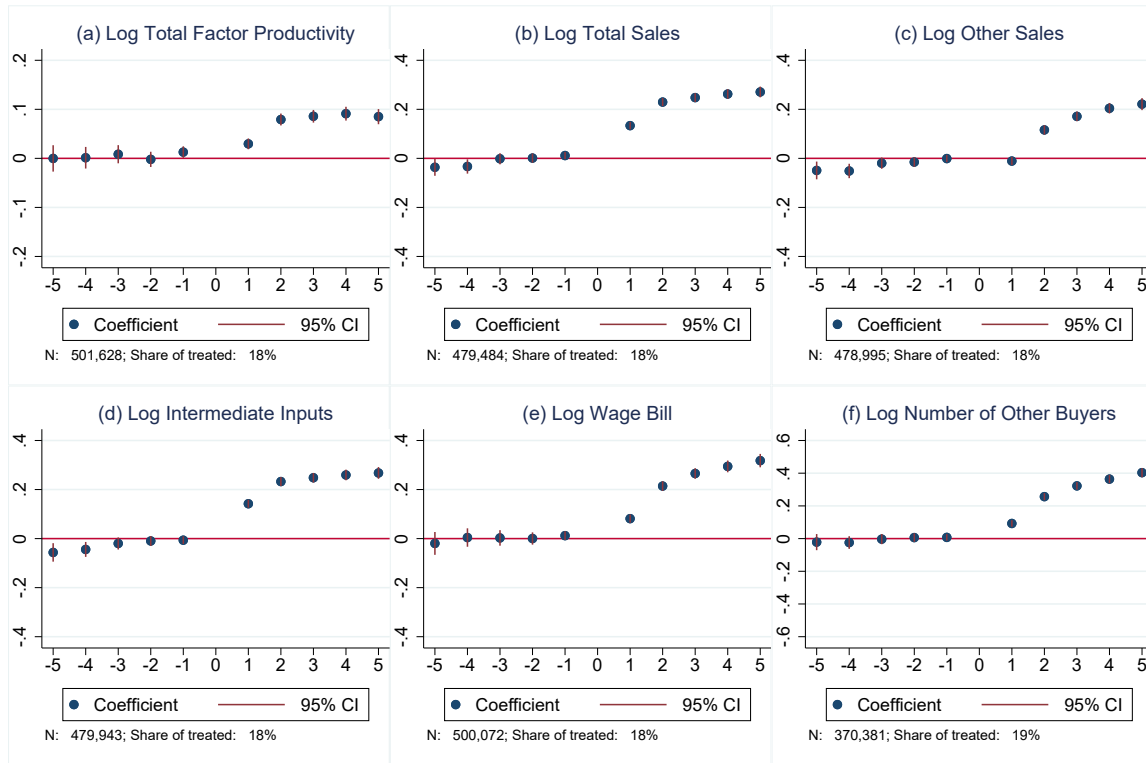 (a) Log Total Factor Productivity
.2
.1
0
-.1
-.2
-5 -4 -3 -2 -1 0 1 2 3 4 5
Coefficient 95% CI
N: 501,628; Share of treated: 18%
(b) Log Total Sales
.4
.2
0
-.2
-.4
-5 -4 -3 -2 -1 0 1 2 3 4 5
Coefficient 95% CI
N: 479,484; Share of treated: 18%
(c) Log Other Sales
.4
.2
0
-.2
-.4
-5 -4 -3 -2 -1 0 1 2 3 4 5
Coefficient 95% CI
N: 478,995; Share of treated: 18%
(d) Log Intermediate Inputs
.4
.2
0
-.2
-.4
-5 -4 -3 -2 -1 0 1 2 3 4 5
Coefficient 95% CI
N: 479,943; Share of treated: 18%
(e) Log Wage Bill
.4
.2
0
-.2
-.4
-5 -4 -3 -2 -1 0 1 2 3 4 5
Coefficient 95% CI
N: 500,072; Share of treated: 18%
(f) Log Number of Other Buyers
.6
.4
.2
0
-.2
-.4
-.6
-5 -4 -3 -2 -1 0 1 2 3 4 5
Coefficient 95% CI
N: 370,381; Share of treated: 19%